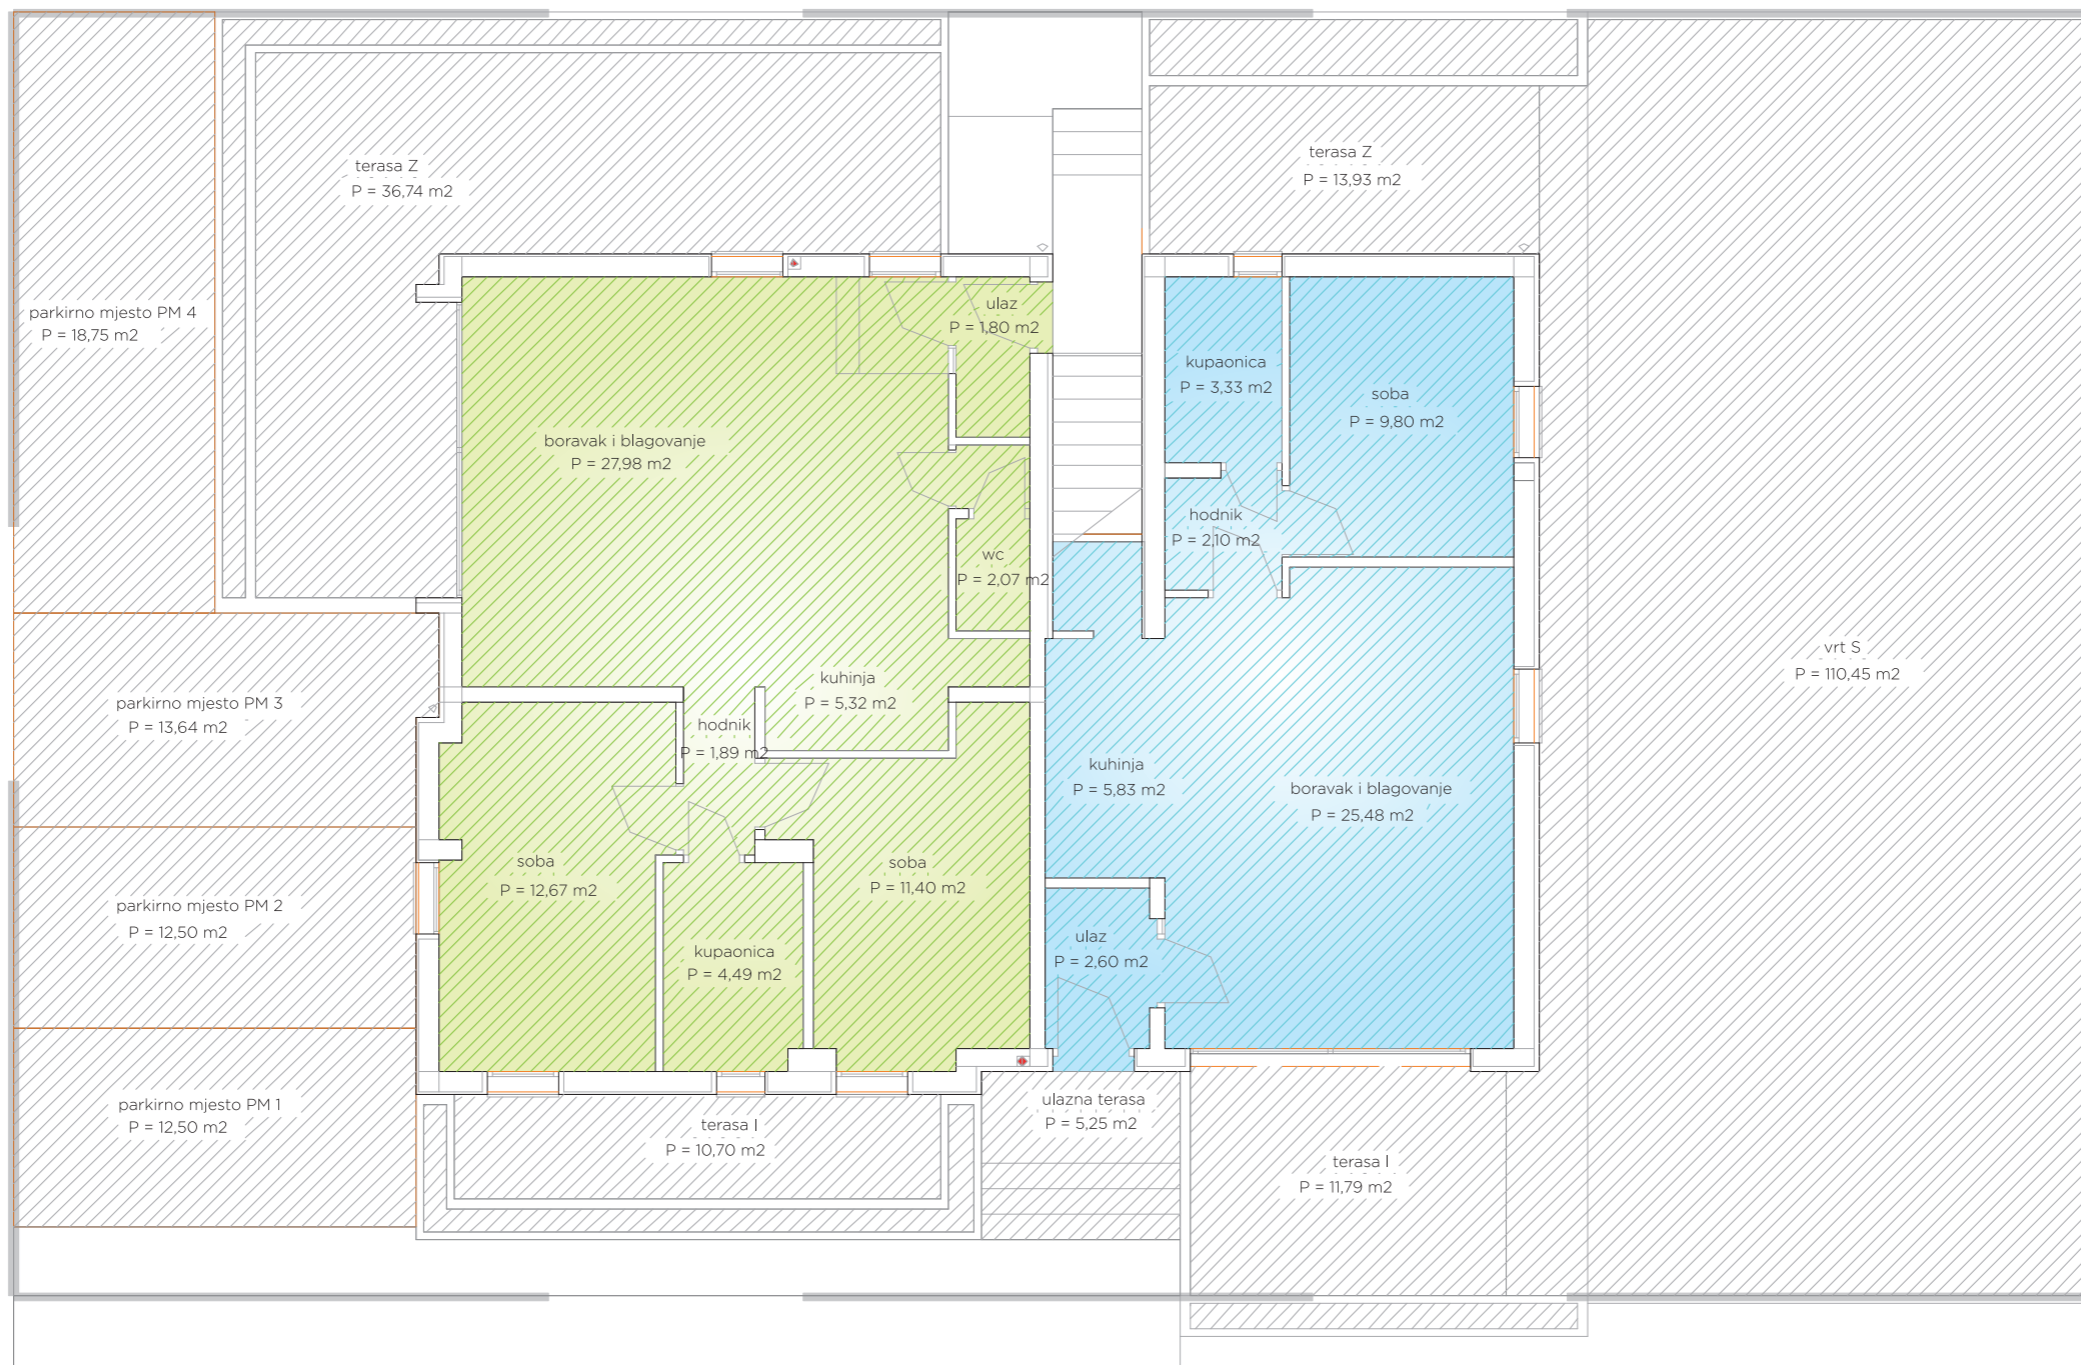 terasa Z
P = 36,74 m2
terasa Z
P = 13,93 m2
parkirno mjesto PM 4
P = 18,75 m2
ulaz
P = 1,80 m2
kupaonica
P = 3,33 m2
soba
P = 9,80 m2
boravak i blagovanje
P = 27,98 m2
hodnik
P = 2,10 m2
wc
P = 2,07 m2
vrt S
P = 110,45 m2
kuhinja
P = 5,32 m2
parkirno mjesto PM 3
P = 13,64 m2
hodnik
P = 1,89 m2
kuhinja
P = 5,83 m2
boravak i blagovanje
P = 25,48 m2
soba
P = 12,67 m2
soba
P = 11,40 m2
parkirno mjesto PM 2
P = 12,50 m2
kupaonica
P = 4,49 m2
ulaz
P = 2,60 m2
parkirno mjesto PM 1
P = 12,50 m2
terasa I
P = 10,70 m2
ulazna terasa
P = 5,25 m2
terasa I
P = 11,79 m2